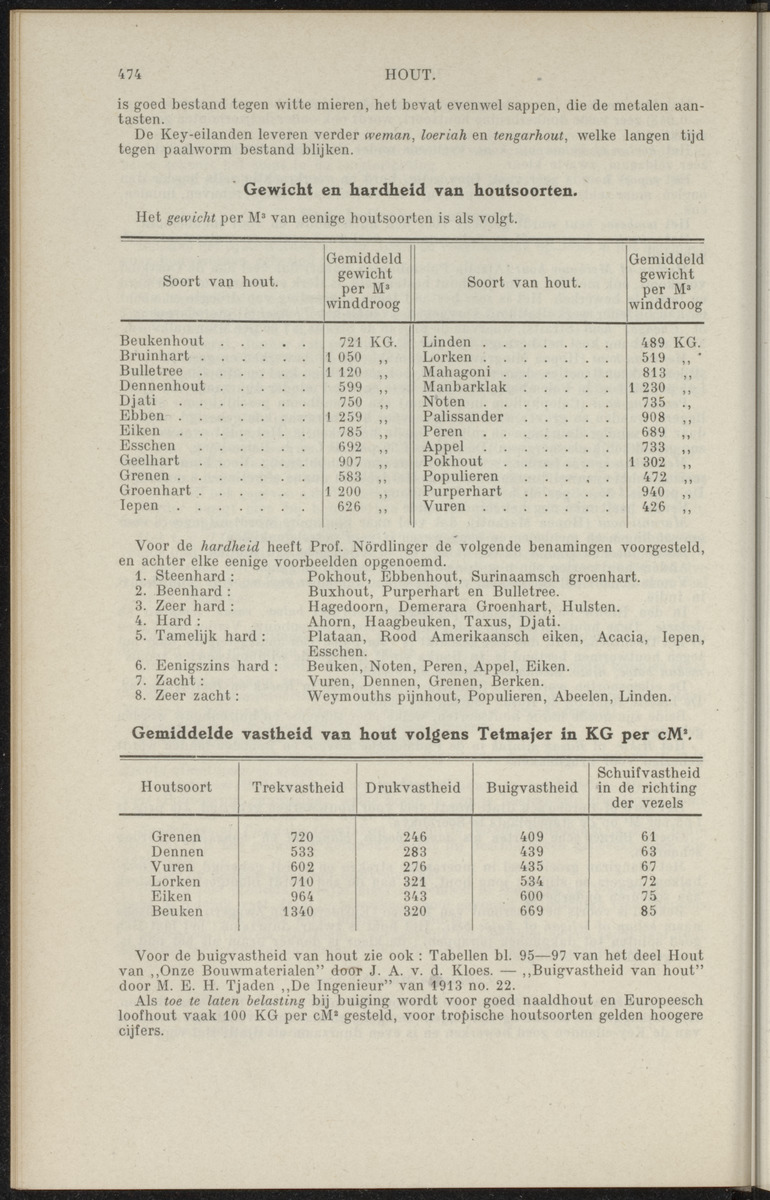 474 HOUT.
is goed bestand tegen witte mieren, het bevat evenwel sappen, die de metalen aan-
tasten.
De Key-eilanden leveren verder weman, loeriah en tengarhout, welke langen tijd
tegen paalworm bestand blijken.
Gewicht en hardheid van houtsoorten.
Het gewicht per M³ van eenige houtsoorten is als volgt.
Soort van hout. Gemiddeld gewicht per M³ winddroog Soort van hout. Gemiddeld gewicht per M³ winddroog
Beukenhout . . . . . 721 KG. Linden . . . . . . . 489 KG.
Bruinhart . . . . . . 1 050 ,, Lorken . . . . . . . 519 ,,
Bulletree . . . . . . 1 120 ,, Mahagoni . . . . . . 813 ,,
Dennenhout . . . . . 599 ,, Manbarklak . . . . . 1 230 ,,
Djati . . . . . . . 750 ,, Noten . . . . . . . 735 ,,
Ebben . . . . . . . 1 259 ,, Palissander . . . . . 908 ,,
Eiken . . . . . . . 785 ,, Peren . . . . . . . 689 ,,
Esschen . . . . . . 692 ,, Appel . . . . . . . 733 ,,
Geelhart . . . . . . 907 ,, Pokhout . . . . . . 1 302 ,,
Grenen . . . . . . . 583 ,, Populieren . . . . . 472 ,,
Groenhart . . . . . . 1 200 ,, Purperhart . . . . . 940 ,,
Iepen . . . . . . . 626 ,, Vuren . . . . . . . 426 ,,
Voor de hardheid heeft Prof. Nördlinger de volgende benamingen voorgesteld,
en achter elke eenige voorbeelden opgenoemd.
1. Steenhard : Pokhout, Ebbenhout, Surinaamsch groenhart.
2. Beenhard : Buxhout, Purperhart en Bulletree.
3. Zeer hard : Hagedoorn, Demerara Groenhart, Hulsten.
4. Hard : Ahorn, Haagbeuken, Taxus, Djati.
5. Tamelijk hard : Plataan, Rood Amerikaansch eiken, Acacia, Iepen,
Esschen.
6. Eenigszins hard : Beuken, Noten, Peren, Appel, Eiken.
7. Zacht : Vuren, Dennen, Grenen, Berken.
8. Zeer zacht : Weymouths pijnhout, Populieren, Abeelen, Linden.
Gemiddelde vastheid van hout volgens Tetmajer in KG per cM².
Houtsoort Trekvastheid Drukvastheid Buigvastheid Schuifvastheid in de richting der vezels
Grenen 720 246 409 61
Dennen 533 283 439 63
Vuren 602 276 435 67
Lorken 710 321 534 72
Eiken 964 343 600 75
Beuken 1340 320 669 85
Voor de buigvastheid van hout zie ook : Tabellen bl. 95—97 van het deel Hout
van ,,Onze Bouwmaterialen” door J. A. v. d. Kloes. — ,,Buigvastheid van hout”
door M. E. H. Tjaden ,,De Ingenieur” van 1913 no. 22.
Als toe te laten belasting bij buiging wordt voor goed naaldhout en Europeesch
loofhout vaak 100 KG per cM² gesteld, voor tropische houtsoorten gelden hoogere
cijfers.